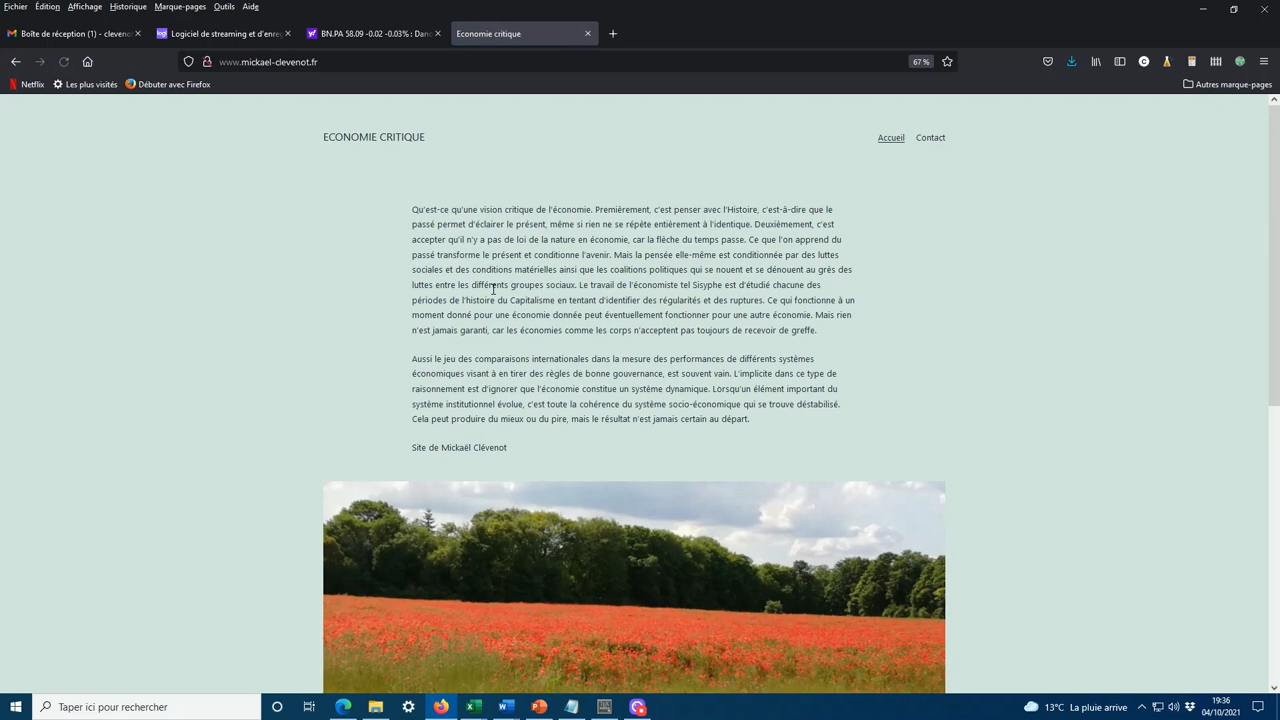 Fichier Édition Affichage Historique Marque-pages Outils Aide
Boîte de réception (1) - clevenot
Logiciel de streaming et d'enreg
BN.PA 58.09 -0.02 -0.03% : Dano
Economie critique
www.mickael-clevenot.fr
67 %
Netflix Les plus visités Débuter avec Firefox
Autres marque-pages
ECONOMIE CRITIQUE
Accueil Contact
Qu'est-ce qu'une vision critique de l'économie. Premièrement, c'est penser avec l'Histoire, c'est-à-dire que le
passé permet d'éclairer le présent, même si rien ne se répète entièrement à l'identique. Deuxièmement, c'est
accepter qu'il n'y a pas de loi de la nature en économie, car la flèche du temps passe. Ce que l'on apprend du
passé transforme le présent et conditionne l'avenir. Mais la pensée elle-même est conditionnée par des luttes
sociales et des conditions matérielles ainsi que les coalitions politiques qui se nouent et se dénouent au grès des
luttes entre les différents groupes sociaux. Le travail de l'économiste tel Sisyphe est d'étudié chacune des
périodes de l'histoire du Capitalisme en tentant d'identifier des régularités et des ruptures. Ce qui fonctionne à un
moment donné pour une économie donnée peut éventuellement fonctionner pour une autre économie. Mais rien
n'est jamais garanti, car les économies comme les corps n'acceptent pas toujours de recevoir de greffe.
Aussi le jeu des comparaisons internationales dans la mesure des performances de différents systèmes
économiques visant à en tirer des règles de bonne gouvernance, est souvent vain. L'implicite dans ce type de
raisonnement est d'ignorer que l'économie constitue un système dynamique. Lorsqu'un élément important du
système institutionnel évolue, c'est toute la cohérence du système socio-économique qui se trouve déstabilisé.
Cela peut produire du mieux ou du pire, mais le résultat n'est jamais certain au départ.
Site de Mickaël Clévenot
Taper ici pour rechercher
13°C La pluie arrive
19:36
04/10/2021